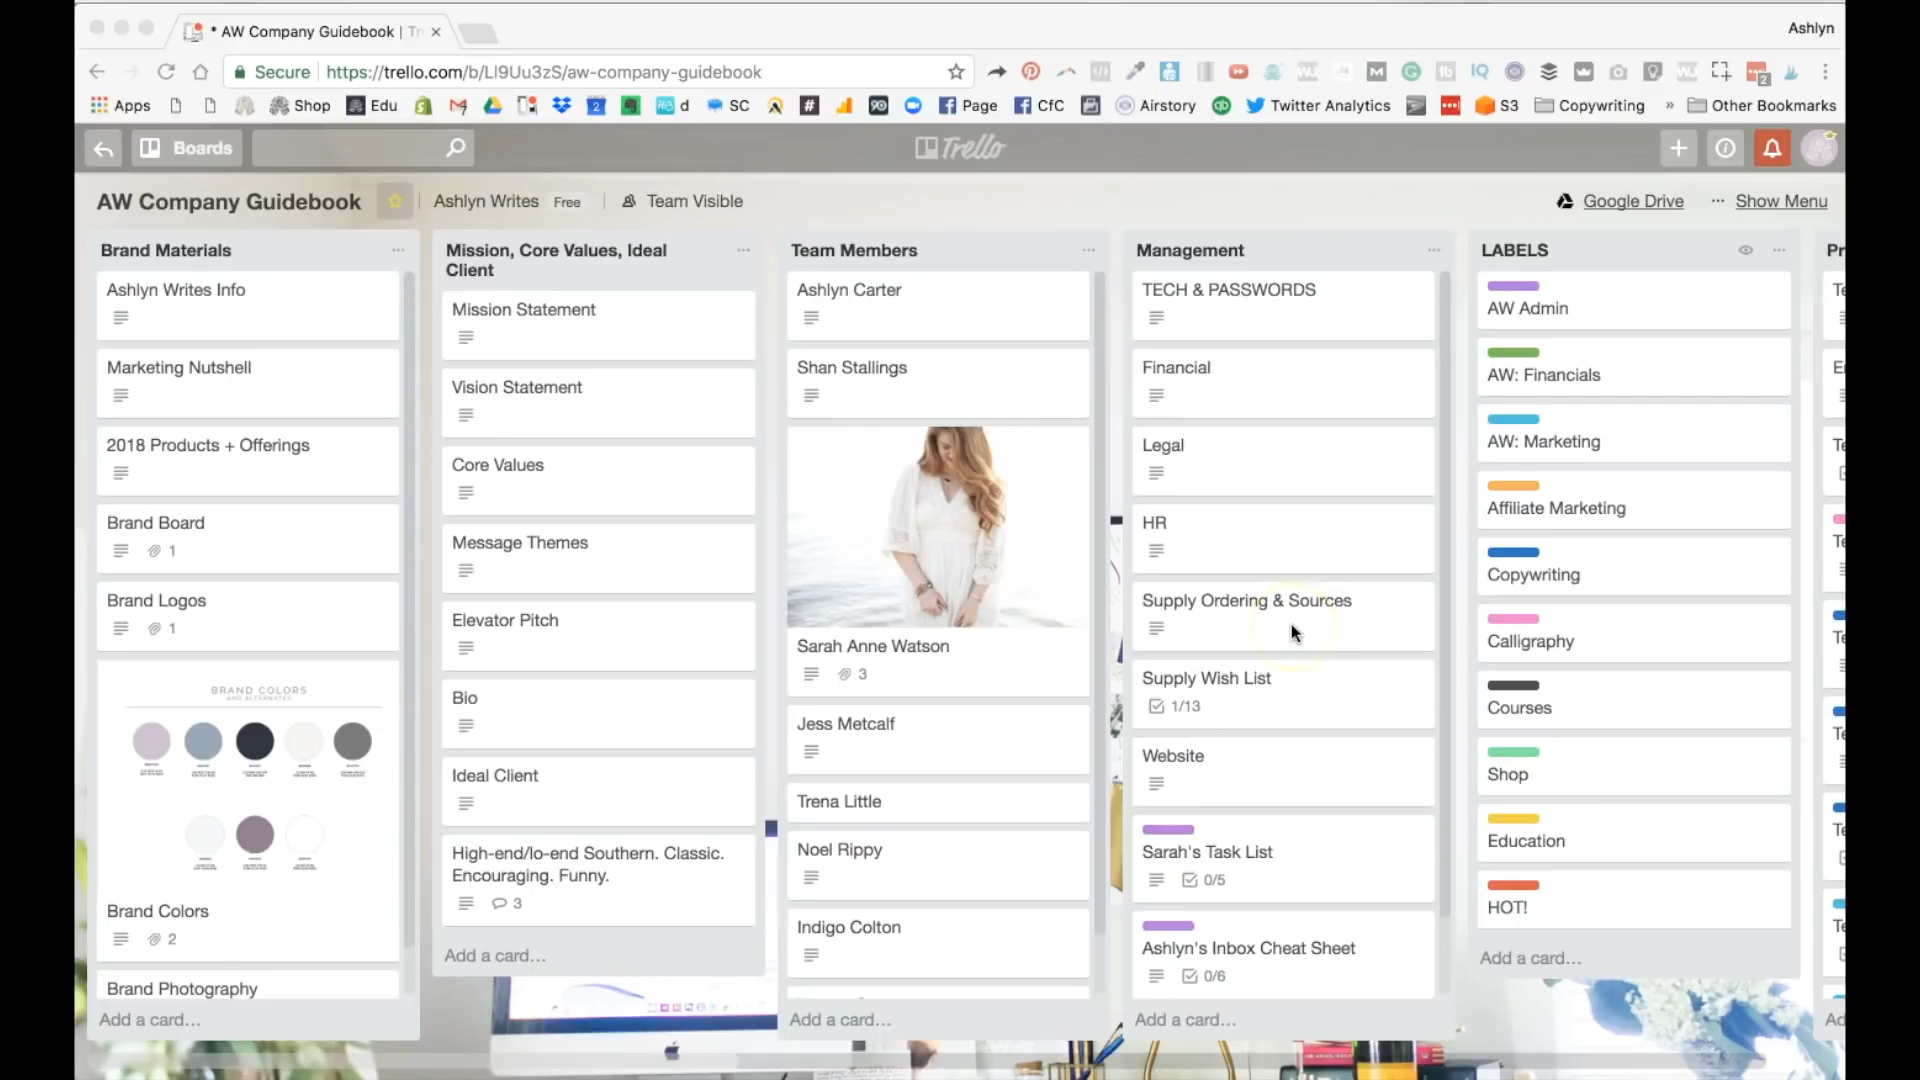 * AW Company Guidebook | Tr
Ashlyn
Secure
https://trello.com/b/Ll9Uu3zS/aw-company-guidebook
2
Apps
Shop
Edu
2
d
SC
#
90
Page
CfC
Airstory
Twitter Analytics
S3
Copywriting
»
Other Bookmarks
Boards
Trello
AW Company Guidebook
Ashlyn Writes
Free
Team Visible
Google Drive
Show Menu
Brand Materials
Ashlyn Writes Info
Marketing Nutshell
2018 Products + Offerings
Brand Board
1
Brand Logos
1
BRAND COLORS
AND ALTERNATES
Brand Colors
2
Brand Photography
Add a card…
Mission, Core Values, Ideal
Client
Mission Statement
Vision Statement
Core Values
Message Themes
Elevator Pitch
Bio
Ideal Client
High-end/lo-end Southern. Classic.
Encouraging. Funny.
3
Add a card…
Team Members
Ashlyn Carter
Shan Stallings
Sarah Anne Watson
3
Jess Metcalf
Trena Little
Noel Rippy
Indigo Colton
Add a card…
Management
TECH & PASSWORDS
Financial
Legal
HR
Supply Ordering & Sources
Supply Wish List
1/13
Website
Sarah's Task List
0/5
Ashlyn's Inbox Cheat Sheet
0/6
Add a card…
LABELS
AW Admin
AW: Financials
AW: Marketing
Affiliate Marketing
Copywriting
Calligraphy
Courses
Shop
Education
HOT!
Add a card…
Pr